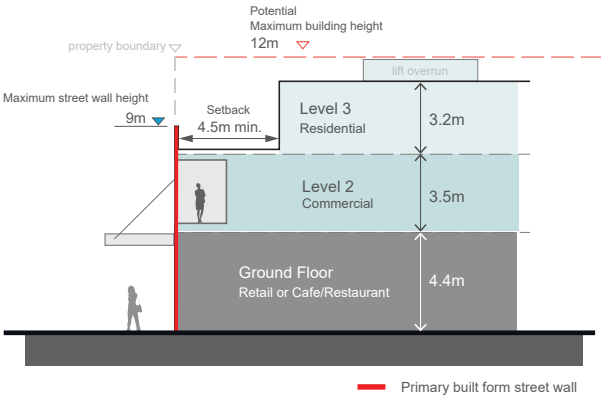 Potential
Maximum building height
12m
property boundary
lift overrun
Maximum street wall height
9m
Setback
4.5m min.
Level 3
Residential
3.2m
Level 2
Commercial
3.5m
Ground Floor
Retail or Cafe/Restaurant
4.4m
Primary built form street wall